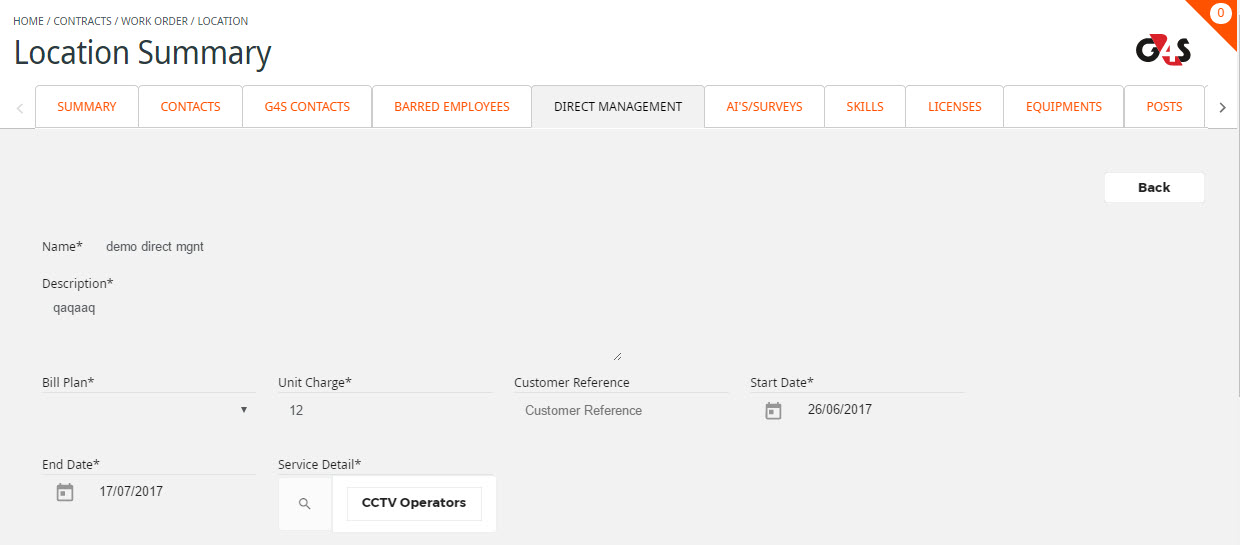 0
HOME / CONTRACTS / WORK ORDER / LOCATION
Location Summary
G4S
SUMMARY CONTACTS G4S CONTACTS BARRED EMPLOYEES DIRECT MANAGEMENT AI'S/SURVEYS SKILLS LICENSES EQUIPMENTS POSTS
Back
Name* demo direct mgnt
Description*
qaqaaq
Bill Plan* Unit Charge* Customer Reference Start Date*
12 Customer Reference 26/06/2017
End Date* Service Detail*
17/07/2017 CCTV Operators